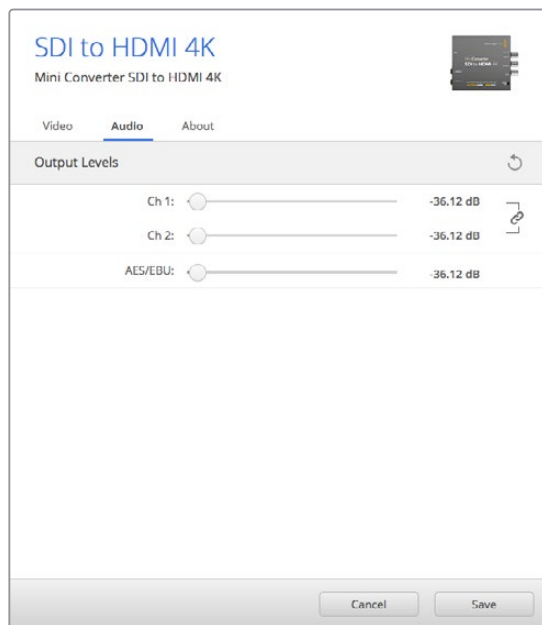 SDI to HDMI 4K
Mini Converter SDI to HDMI 4K
Video Audio About
Output Levels
Ch 1: -36.12 dB
Ch 2: -36.12 dB
AES/EBU: -36.12 dB
Cancel Save